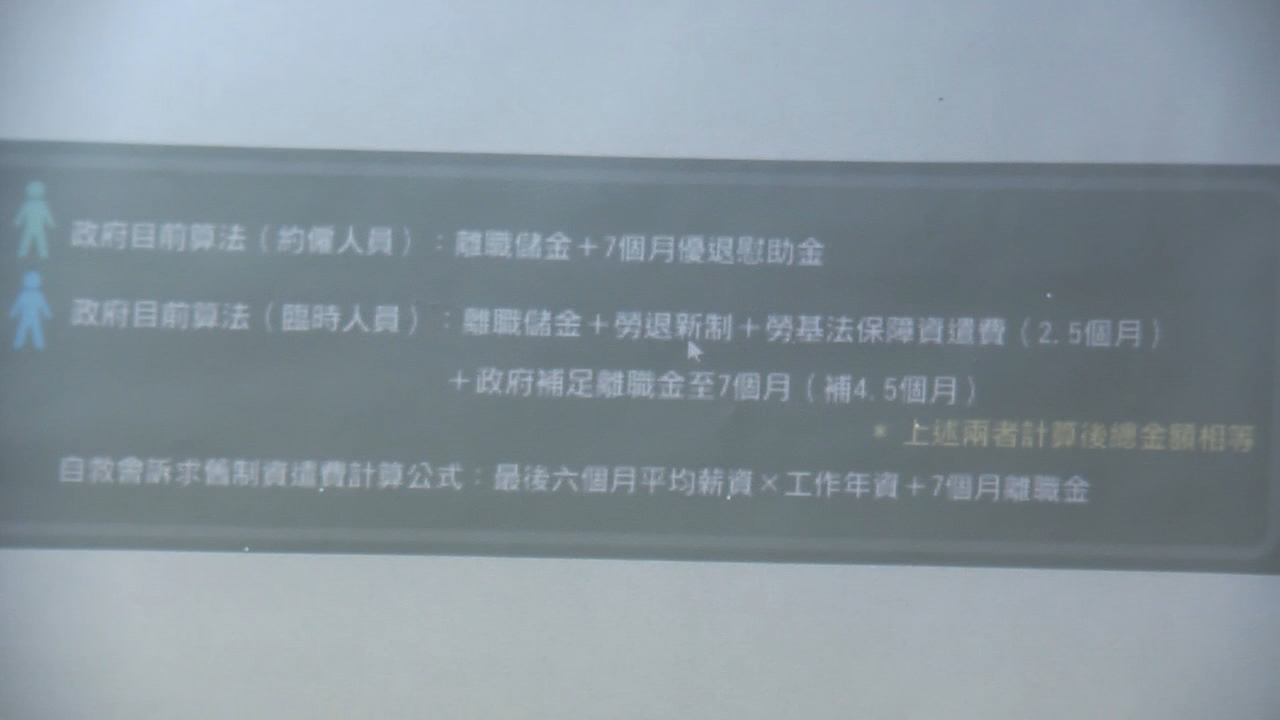 政府目前算法（約僱人員）：離職儲金＋7個月優退慰助金
政府目前算法（臨時人員）：離職儲金＋勞退新制＋勞基法保障資遣費（2.5個月）
＋政府補足離職金至7個月（補4.5個月）
* 上述兩者計算後總金額相等
自救會訴求舊制資遣費計算公式：最後六個月平均薪資×工作年資＋7個月離職金